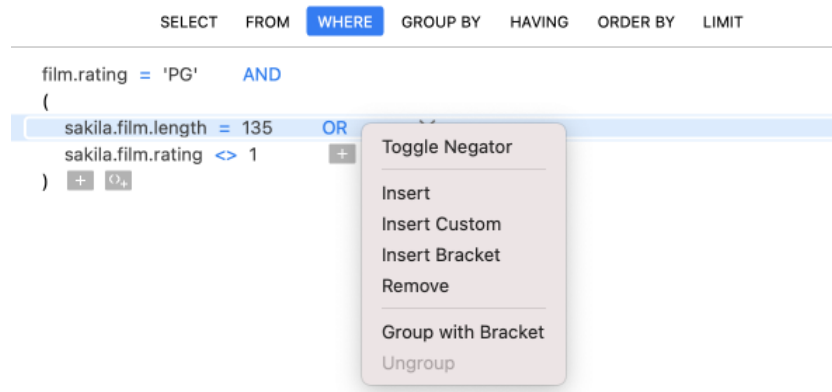 SELECT FROM WHERE GROUP BY HAVING ORDER BY LIMIT
film.rating = 'PG' AND
(
sakila.film.length = 135 OR
sakila.film.rating <> 1 +
) + <>+
Toggle Negator
Insert
Insert Custom
Insert Bracket
Remove
Group with Bracket
Ungroup